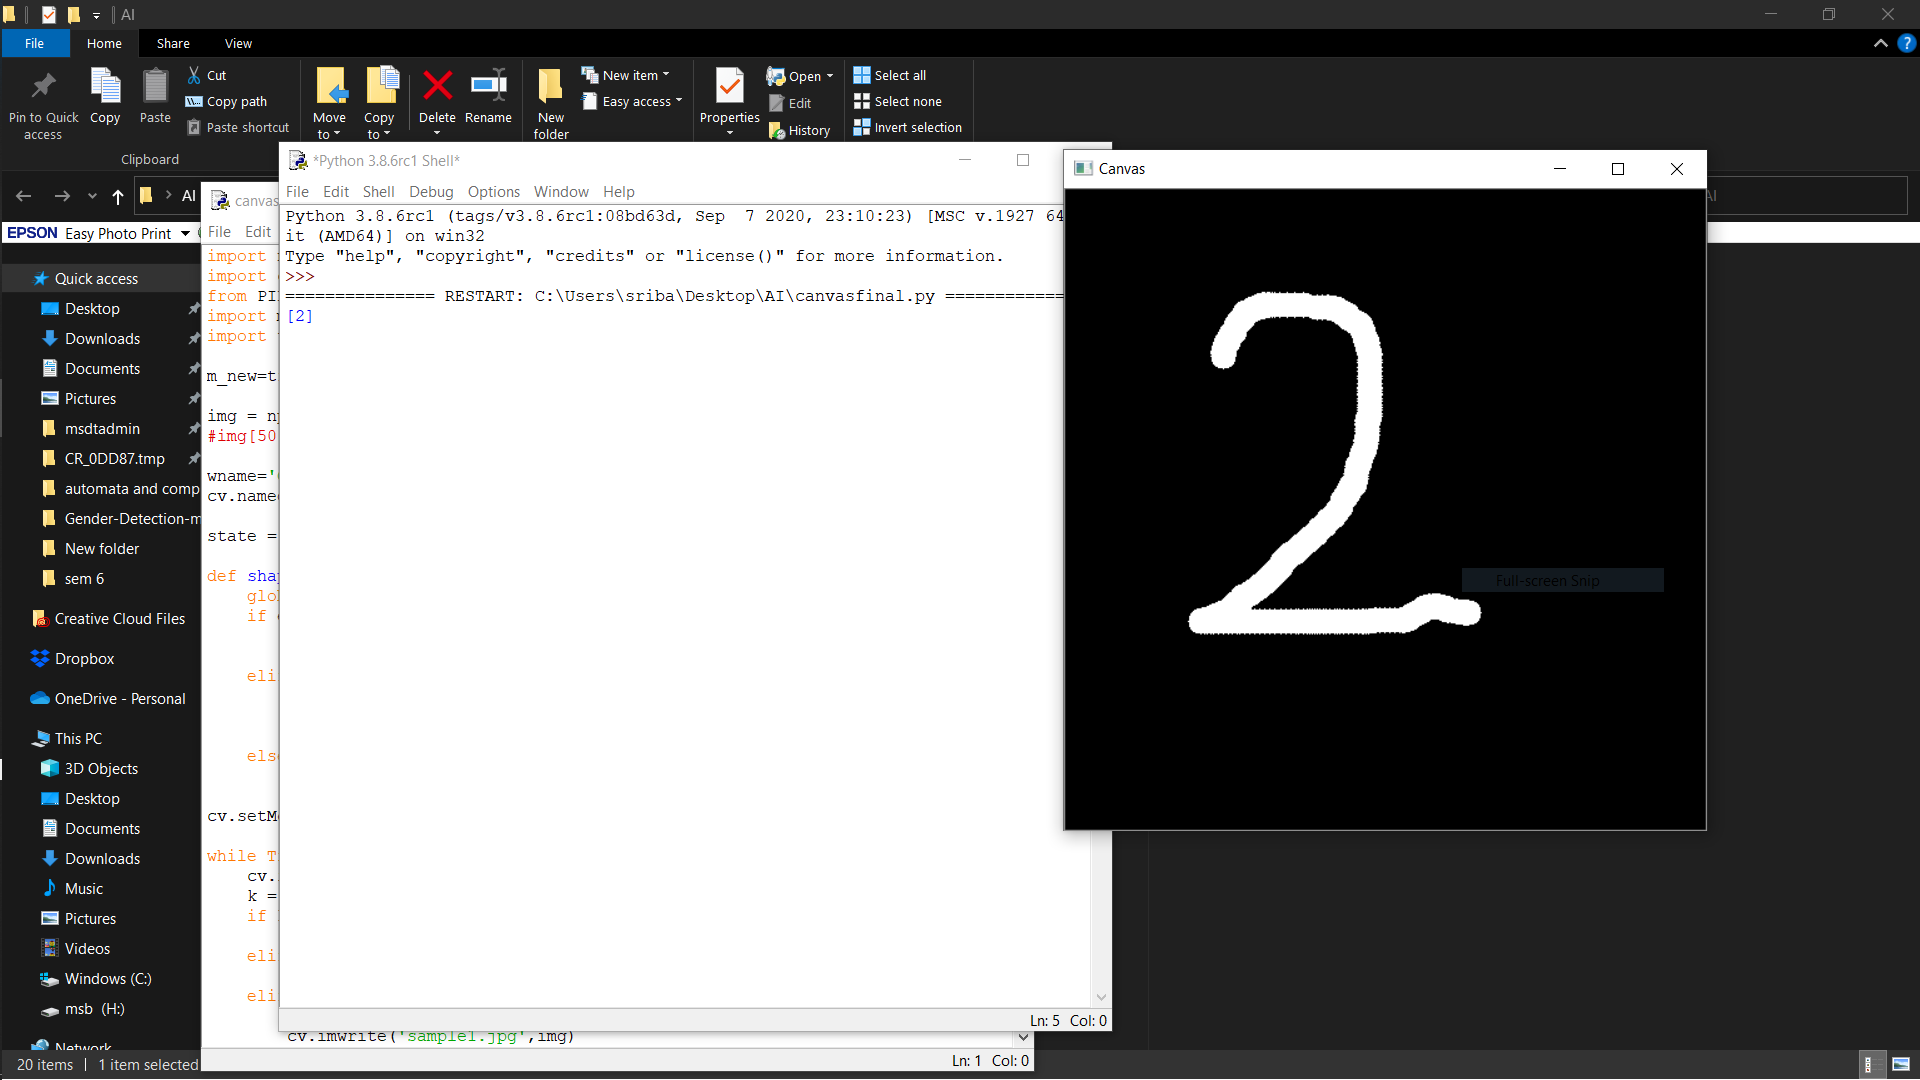 AI
File Home Share View
Pin to Quick access
Copy
Paste
Cut
Copy path
Paste shortcut
Clipboard
Move to
Copy to
Delete
Rename
New folder
New item
Easy access
Properties
Open
Edit
History
Select all
Select none
Invert selection
AI
EPSON Easy Photo Print
Quick access
Desktop
Downloads
Documents
Pictures
msdtadmin
CR_0DD87.tmp
automata and comp
Gender-Detection-m
New folder
sem 6
Creative Cloud Files
Dropbox
OneDrive - Personal
This PC
3D Objects
Desktop
Documents
Downloads
Music
Pictures
Videos
Windows (C:)
msb (H:)
Network
20 items 1 item selected
canvas
File Edit
import
import
from PI
import
import
m_new=t
img = n
#img[50
wname='
cv.name
state =
def sha
glo
if
eli
els
cv.setM
while T
cv.
k =
if
eli
eli
cv.imwrite('sample1.jpg',img)
Ln: 1 Col: 0
*Python 3.8.6rc1 Shell*
File Edit Shell Debug Options Window Help
Python 3.8.6rc1 (tags/v3.8.6rc1:08bd63d, Sep 7 2020, 23:10:23) [MSC v.1927 64
it (AMD64)] on win32
Type "help", "copyright", "credits" or "license()" for more information.
>>>
=============== RESTART: C:\Users\sriba\Desktop\AI\canvasfinal.py ============
[2]
Ln: 5 Col: 0
Canvas
2
Full-screen Snip
AI